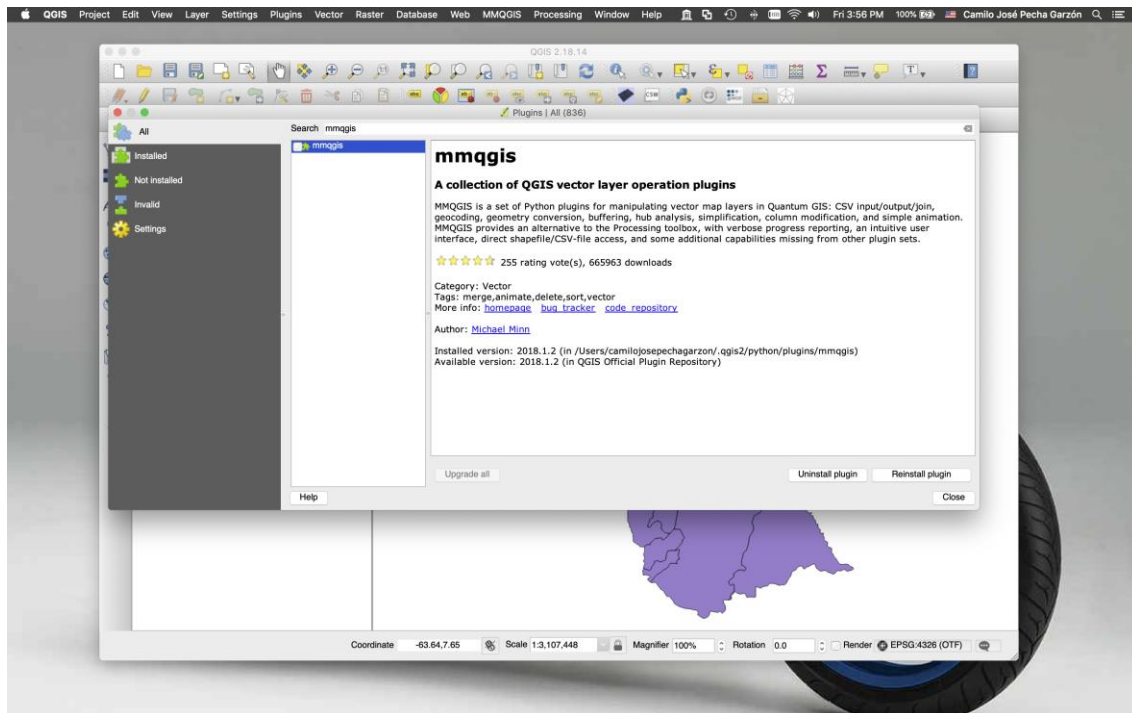 QGIS Project Edit View Layer Settings Plugins Vector Raster Database Web MMQGIS Processing Window Help Fri 3:56 PM 100% Camilo José Pecha Garzón
QGIS 2.18.14
Plugins | All (836)
All
Installed
Not installed
Invalid
Settings
Search mmqgis
mmqgis
mmqgis
A collection of QGIS vector layer operation plugins
MMQGIS is a set of Python plugins for manipulating vector map layers in Quantum GIS: CSV input/output/join,
geocoding, geometry conversion, buffering, hub analysis, simplification, column modification, and simple animation.
MMQGIS provides an alternative to the Processing toolbox, with verbose progress reporting, an intuitive user
interface, direct shapefile/CSV-file access, and some additional capabilities missing from other plugin sets.
255 rating vote(s), 665963 downloads
Category: Vector
Tags: merge,animate,delete,sort,vector
More info: homepage bug tracker code repository
Author: Michael Minn
Installed version: 2018.1.2 (in /Users/camilojosepechagarzon/.qgis2/python/plugins/mmqgis)
Available version: 2018.1.2 (in QGIS Official Plugin Repository)
Upgrade all
Uninstall plugin
Reinstall plugin
Help
Close
Coordinate -63.64,7.65 Scale 1:3,107,448 Magnifier 100% Rotation 0.0 Render EPSG:4326 (OTF)